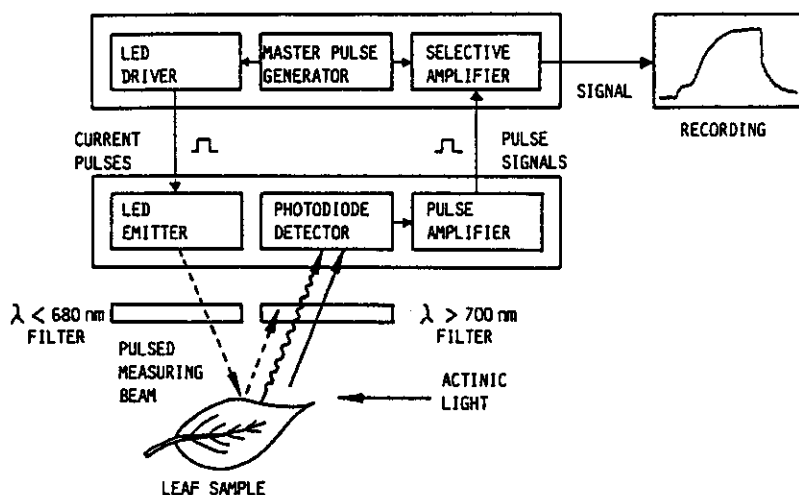 LED
DRIVER
MASTER PULSE
GENERATOR
SELECTIVE
AMPLIFIER
SIGNAL
RECORDING
CURRENT
PULSES
PULSE
SIGNALS
LED
EMITTER
PHOTODIODE
DETECTOR
PULSE
AMPLIFIER
λ < 680 nm
FILTER
λ > 700 nm
FILTER
PULSED
MEASURING
BEAM
ACTINIC
LIGHT
LEAF SAMPLE